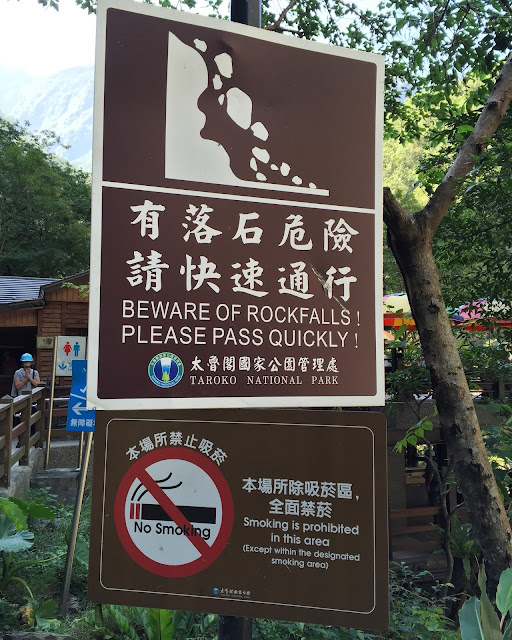 有落石危險
請快速通行
BEWARE OF ROCKFALLS!
PLEASE PASS QUICKLY!
太魯閣國家公園管理處
TAROKO NATIONAL PARK
本場所禁止吸菸
No Smoking
本場所除吸菸區,
全面禁菸
Smoking is prohibited
in this area
(Except within the designated
smoking area)
無障礙